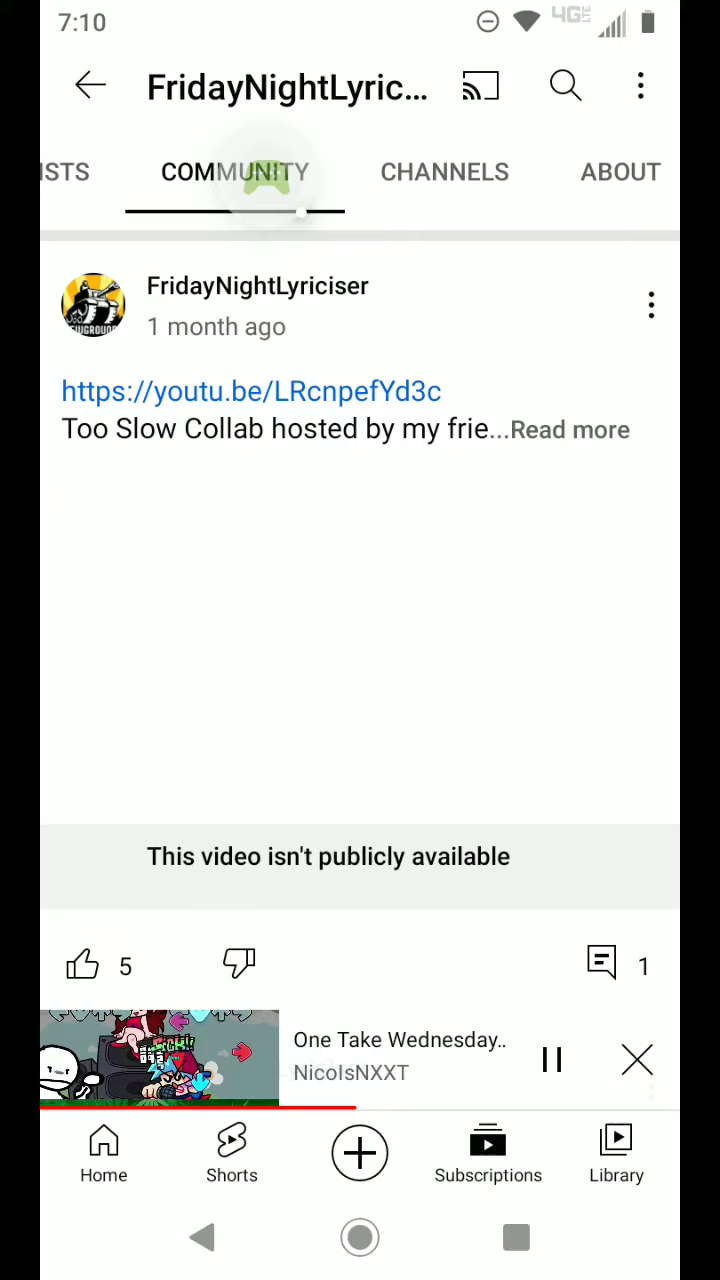 7:10
4G
FridayNightLyric...
ISTS
COMMUNITY
CHANNELS
ABOUT
FridayNightLyriciser
1 month ago
https://youtu.be/LRcnpefYd3c
Too Slow Collab hosted by my frie...Read more
This video isn't publicly available
5
1
One Take Wednesday..
NicolsNXXT
Home
Shorts
Subscriptions
Library